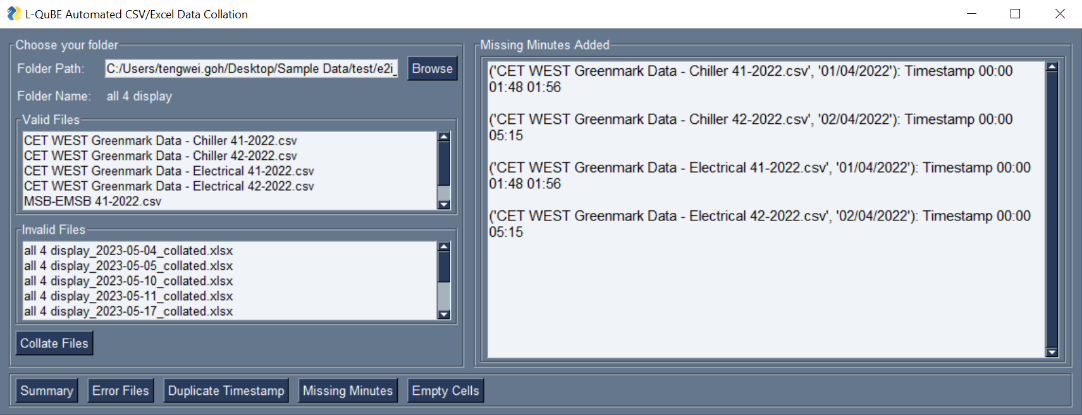 L-QuBE Automated CSV/Excel Data Collation
Choose your folder
Folder Path: C:/Users/tengwei.goh/Desktop/Sample Data/test/e2i_ Browse
Folder Name: all 4 display
Valid Files
CET WEST Greenmark Data - Chiller 41-2022.csv
CET WEST Greenmark Data - Chiller 42-2022.csv
CET WEST Greenmark Data - Electrical 41-2022.csv
CET WEST Greenmark Data - Electrical 42-2022.csv
MSB-EMSB 41-2022.csv
Invalid Files
all 4 display_2023-05-04_collated.xlsx
all 4 display_2023-05-05_collated.xlsx
all 4 display_2023-05-10_collated.xlsx
all 4 display_2023-05-11_collated.xlsx
all 4 display_2023-05-17_collated.xlsx
Collate Files
Missing Minutes Added
('CET WEST Greenmark Data - Chiller 41-2022.csv', '01/04/2022'): Timestamp 00:00
01:48 01:56
('CET WEST Greenmark Data - Chiller 42-2022.csv', '02/04/2022'): Timestamp 00:00
05:15
('CET WEST Greenmark Data - Electrical 41-2022.csv', '01/04/2022'): Timestamp 00:00
01:48 01:56
('CET WEST Greenmark Data - Electrical 42-2022.csv', '02/04/2022'): Timestamp 00:00
05:15
Summary Error Files Duplicate Timestamp Missing Minutes Empty Cells